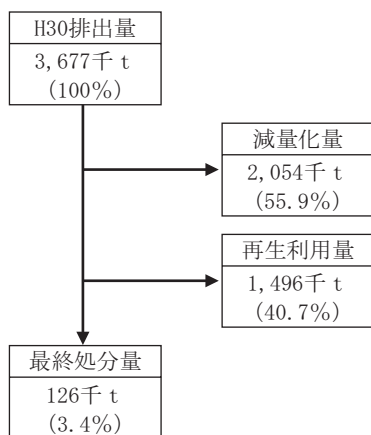 H30排出量
3,677千ｔ
(100%)
減量化量
2,054千ｔ
(55.9%)
再生利用量
1,496千ｔ
(40.7%)
最終処分量
126千ｔ
(3.4%)